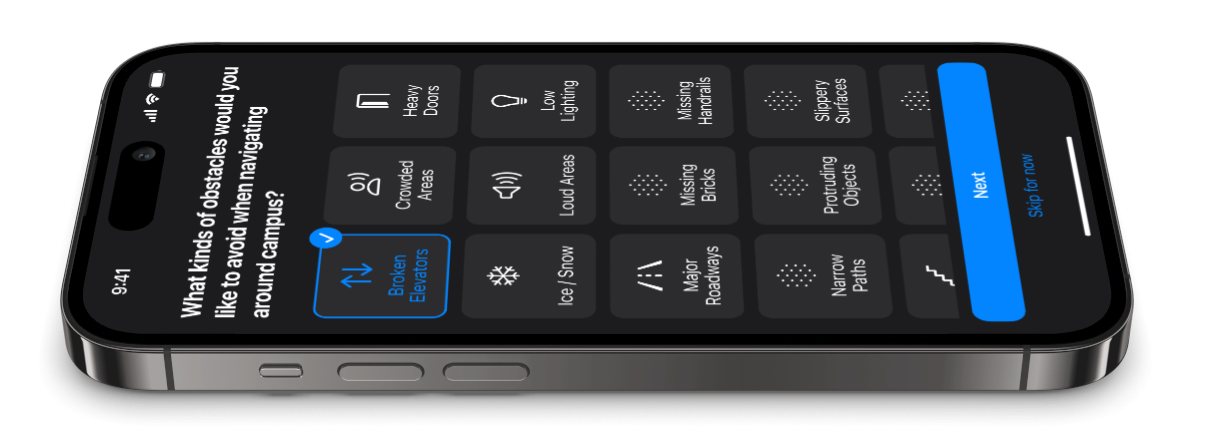 9:41
What kinds of obstacles would you
like to avoid when navigating
around campus?
Broken
Elevators
Crowded
Areas
Heavy
Doors
Ice / Snow
Loud Areas
Low
Lighting
Major
Roadways
Missing
Bricks
Missing
Handrails
Narrow
Paths
Protruding
Objects
Slippery
Surfaces
Next
Skip for now